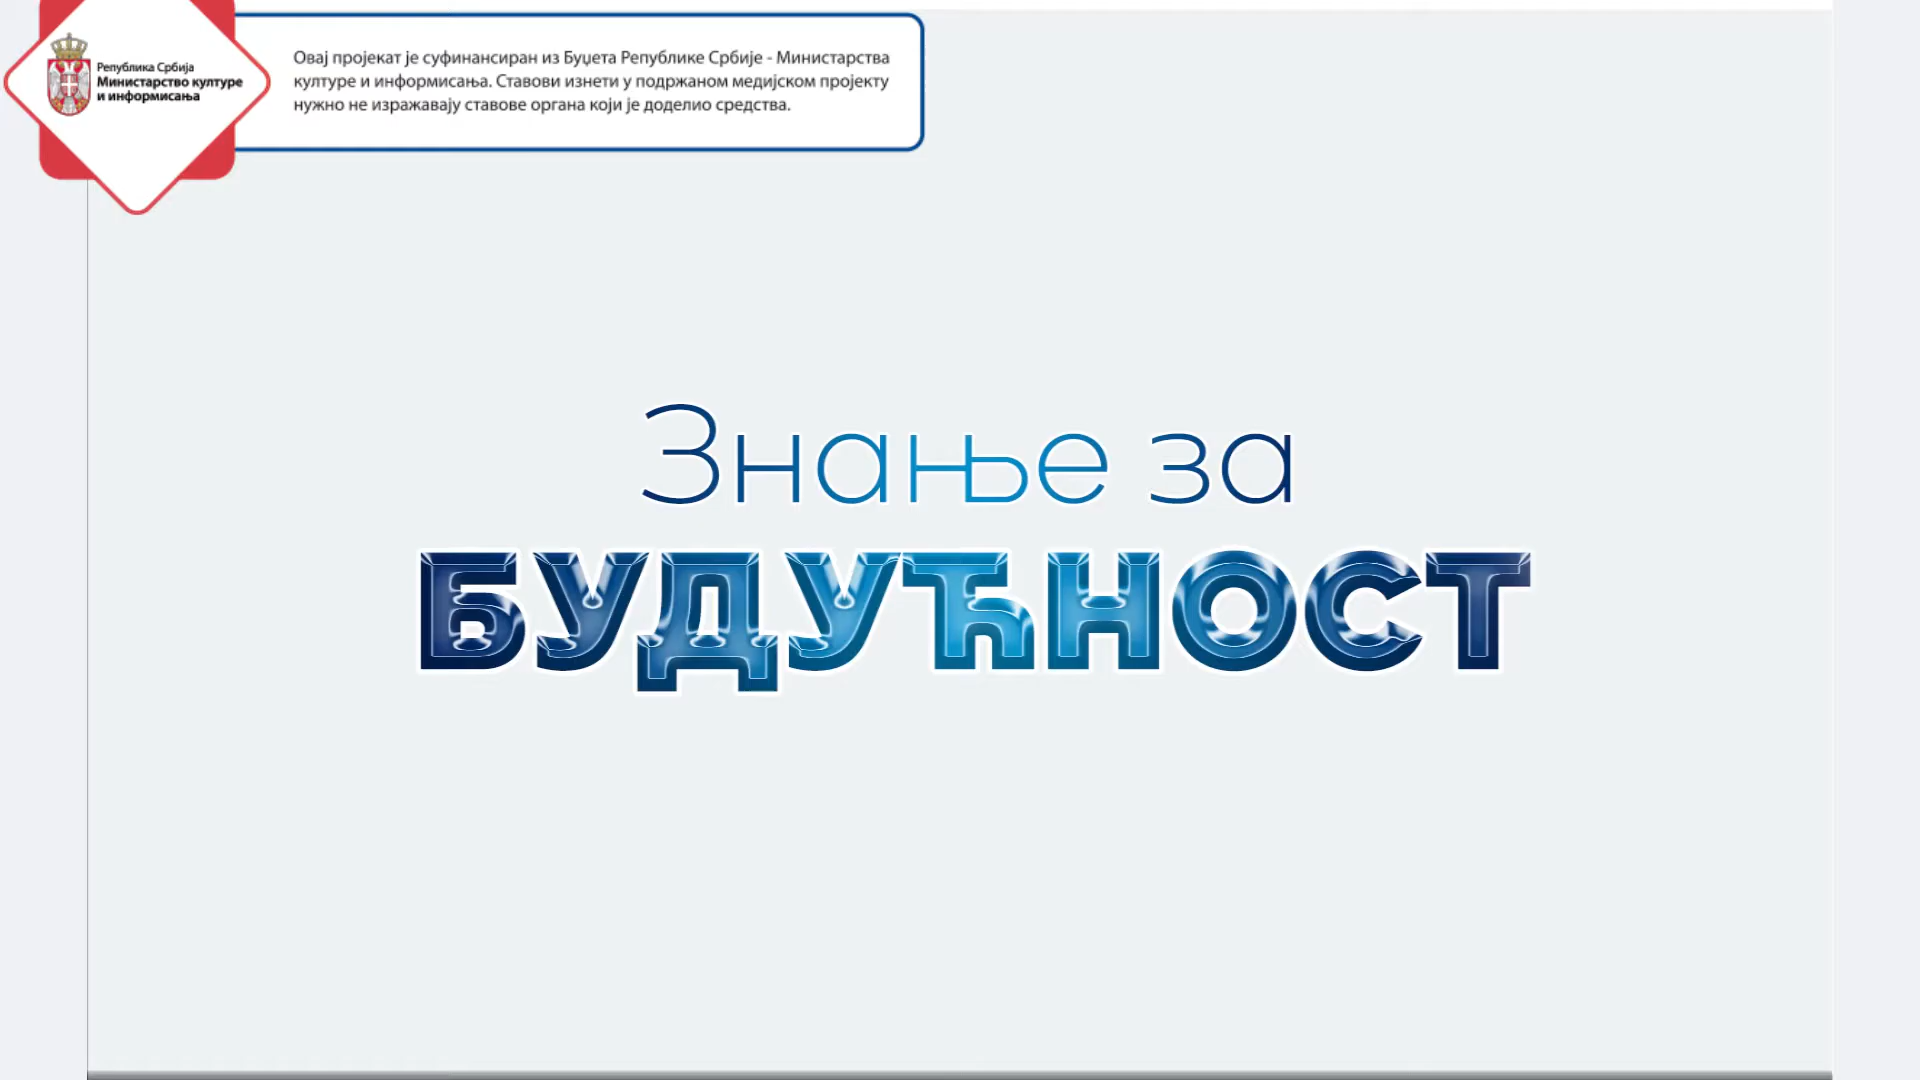 Република Србија
Министарство културе
и информисања
Овај пројекат је суфинансиран из Буџета Републике Србије - Министарства
културе и информисања. Ставови изнети у подржаном медијском пројекту
нужно не изражавају ставове органа који је доделио средства.
Знање за
БУДУЋНОСТ